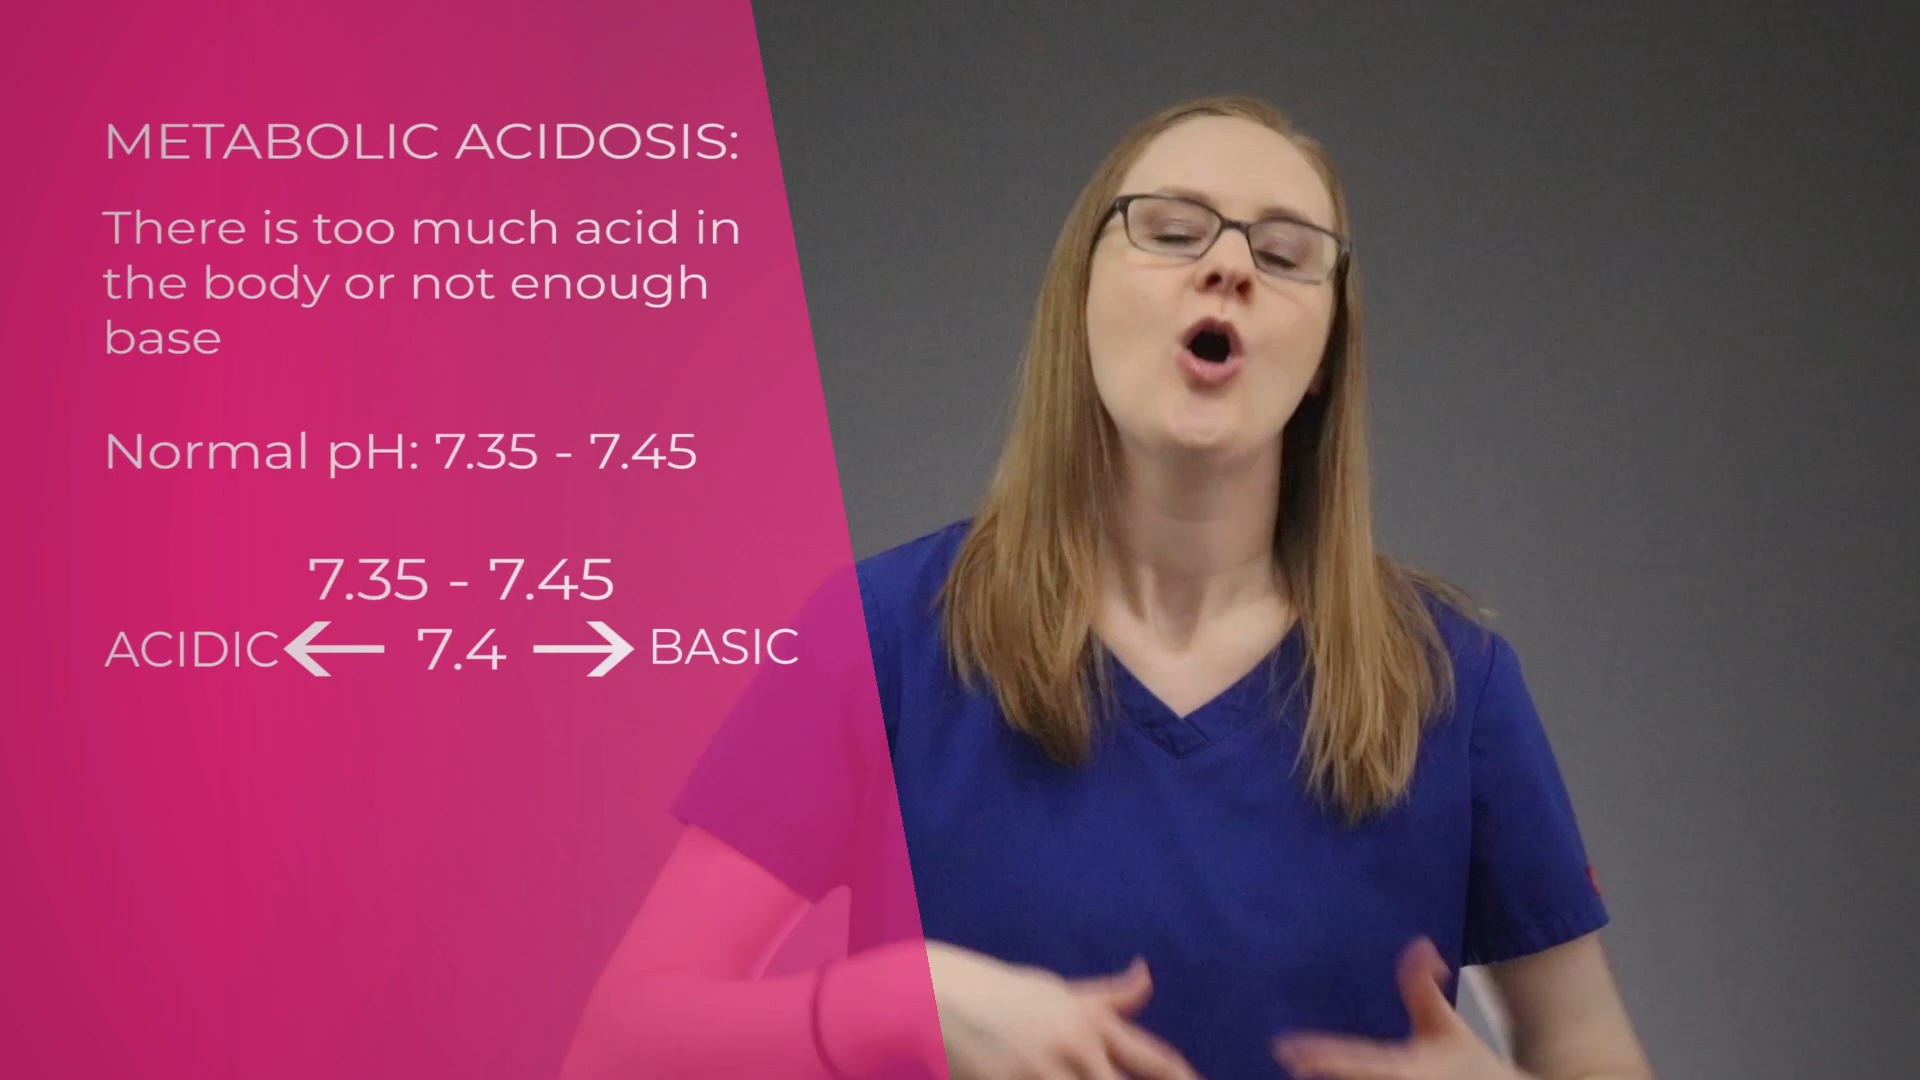 METABOLIC ACIDOSIS:
There is too much acid in
the body or not enough
base
Normal pH: 7.35 - 7.45
7.35 - 7.45
ACIDIC ← 7.4 → BASIC